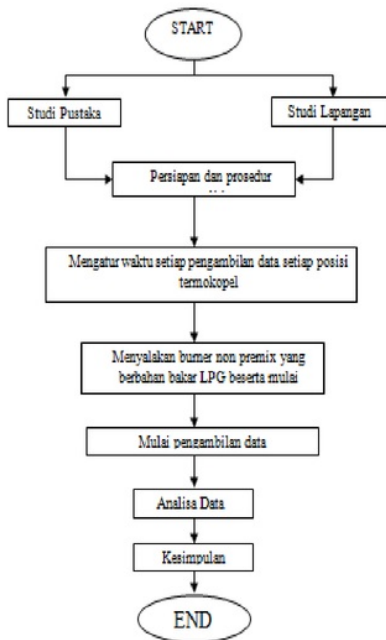 START
Studi Pustaka
Studi Lapangan
Persiapan dan prosedur
Mengatur waktu setiap pengambilan data setiap posisi
termokopel
Menyalakan burner non premix yang
berbahan bakar LPG beserta mulai
Mulai pengambilan data
Analisa Data
Kesimpulan
END